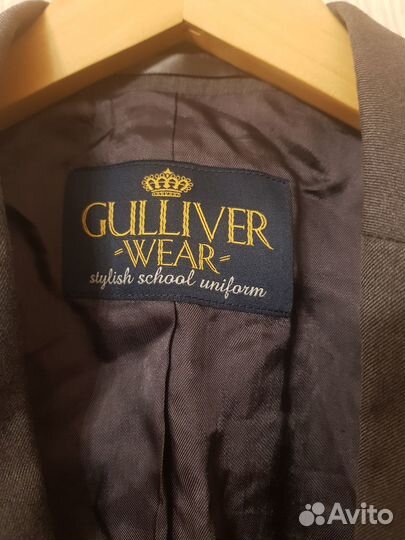 GULLIVER
-WEAR-
stylish school uniform
Avito